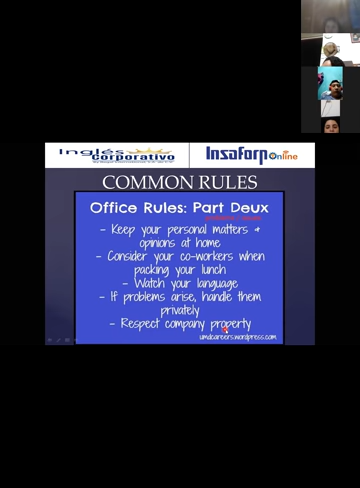 Inglés
Corporativo
Insaforp
online
COMMON RULES
Office Rules: Part Deux
- Keep your personal matters &
opinions at home
- Consider your co-workers when
packing your lunch
- Watch your language
- If problems arise, handle them
privately
- Respect company property
umdcareers.wordpress.com